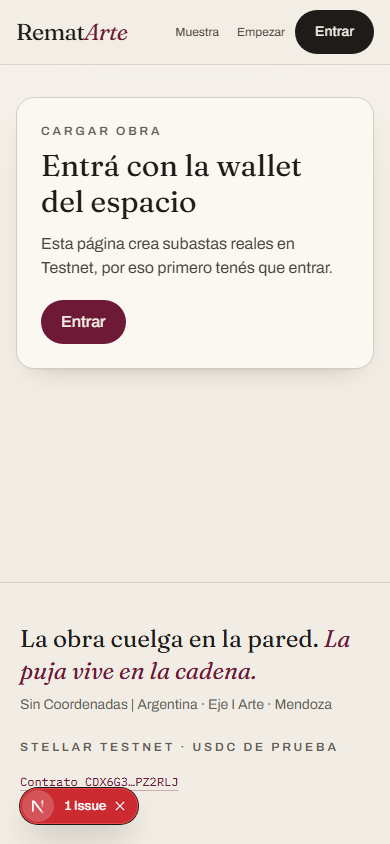 RematArte
Muestra
Empezar
Entrar
CARGAR OBRA
Entrá con la wallet
del espacio
Esta página crea subastas reales en
Testnet, por eso primero tenés que entrar.
Entrar
La obra cuelga en la pared. La
puja vive en la cadena.
Sin Coordenadas | Argentina · Eje I Arte · Mendoza
STELLAR TESTNET · USDC DE PRUEBA
Contrato CDX6G3…PZ2RLJ
N
1 Issue